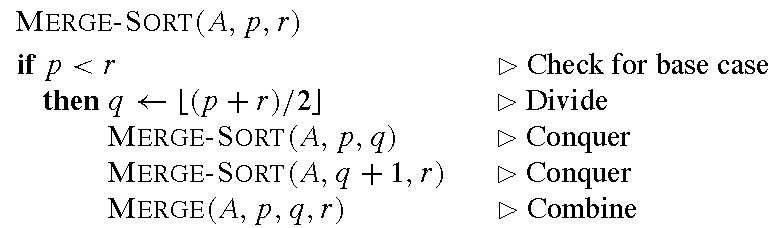 MERGE-SORT(A, p, r)
if p < r ▷ Check for base case
then q ← ⌊(p + r)/2⌋ ▷ Divide
MERGE-SORT(A, p, q) ▷ Conquer
MERGE-SORT(A, q + 1, r) ▷ Conquer
MERGE(A, p, q, r) ▷ Combine